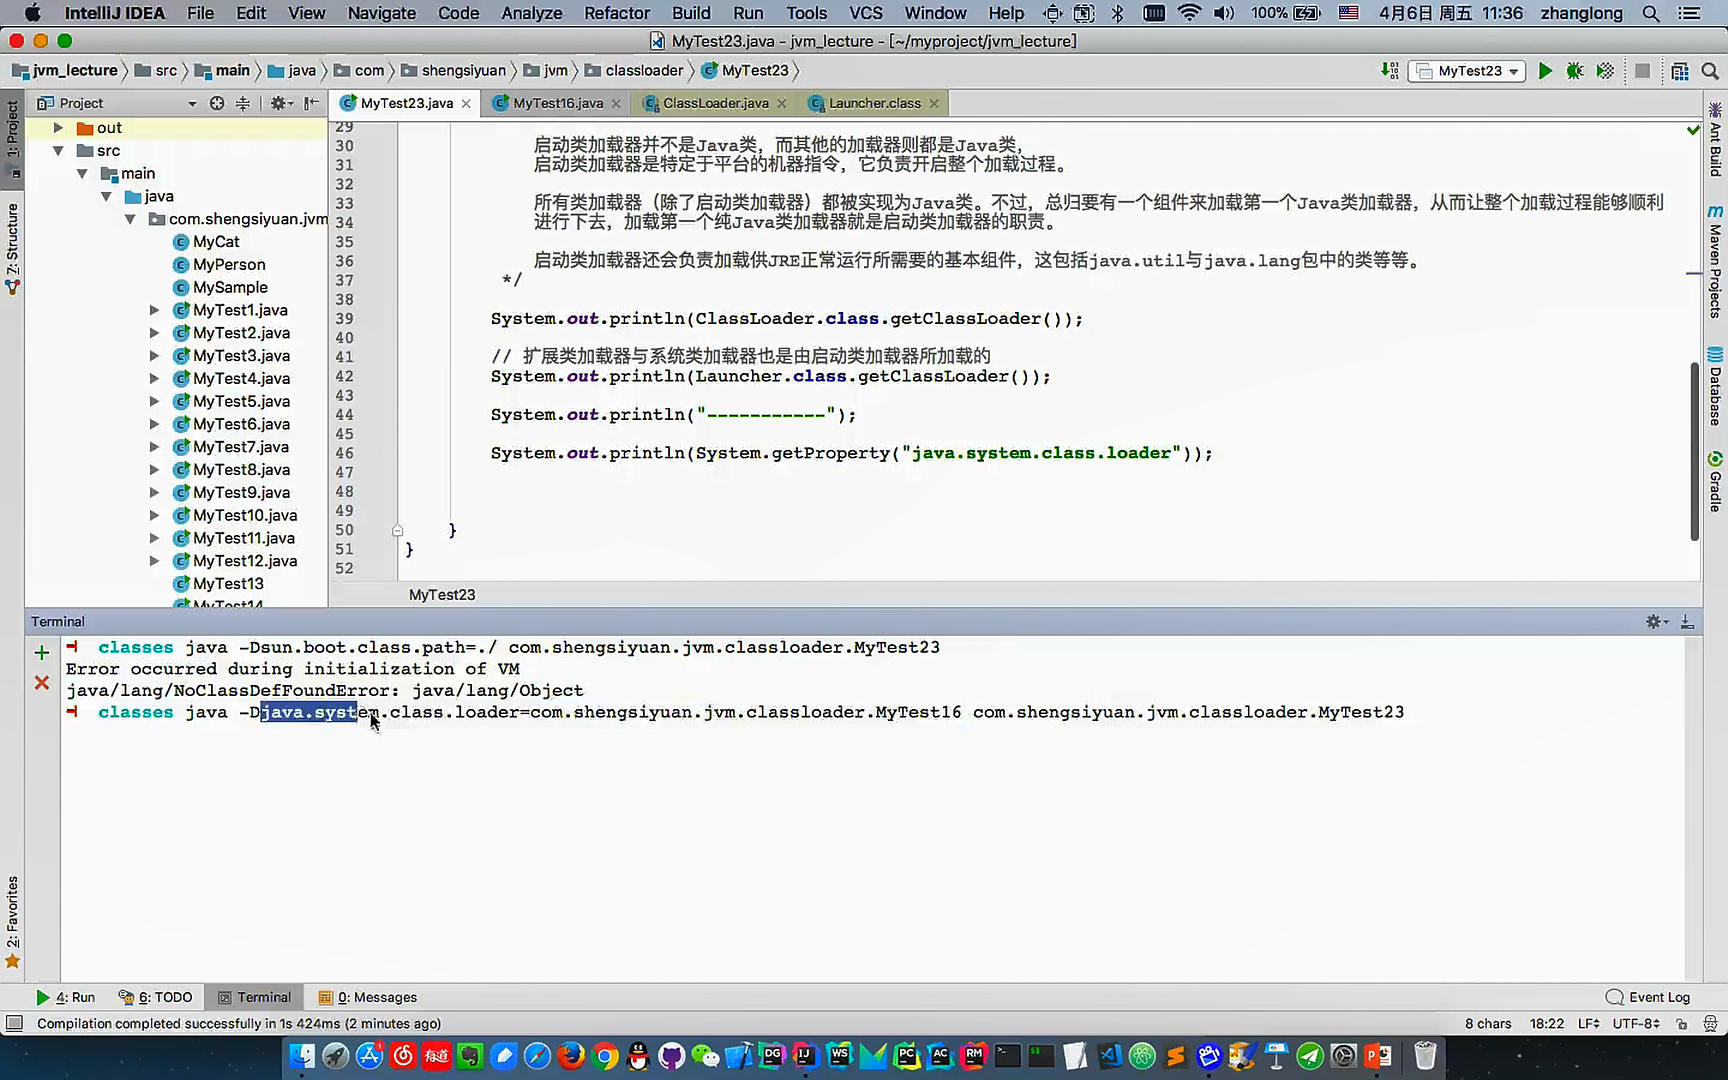 IntelliJ IDEA File Edit View Navigate Code Analyze Refactor Build Run Tools VCS Window Help 100% 4月6日 周五 11:36 zhanglong
MyTest23.java - jvm_lecture - [~/myproject/jvm_lecture]
jvm_lecture src main java com shengsiyuan jvm classloader MyTest23 MyTest23
Project MyTest23.java MyTest16.java ClassLoader.java Launcher.class
1: Project
7: Structure
2: Favorites
out
src
main
java
com.shengsiyuan.jvm
MyCat
MyPerson
MySample
MyTest1.java
MyTest2.java
MyTest3.java
MyTest4.java
MyTest5.java
MyTest6.java
MyTest7.java
MyTest8.java
MyTest9.java
MyTest10.java
MyTest11.java
MyTest12.java
MyTest13
MyTest14
29
30 启动类加载器并不是Java类，而其他的加载器则都是Java类，
31 启动类加载器是特定于平台的机器指令，它负责开启整个加载过程。
32
33 所有类加载器（除了启动类加载器）都被实现为Java类。不过，总归要有一个组件来加载第一个Java类加载器，从而让整个加载过程能够顺利
34 进行下去，加载第一个纯Java类加载器就是启动类加载器的职责。
35
36 启动类加载器还会负责加载供JRE正常运行所需要的基本组件，这包括java.util与java.lang包中的类等等。
37 */
38
39 System.out.println(ClassLoader.class.getClassLoader());
40
41 // 扩展类加载器与系统类加载器也是由启动类加载器所加载的
42 System.out.println(Launcher.class.getClassLoader());
43
44 System.out.println("-----------");
45
46 System.out.println(System.getProperty("java.system.class.loader"));
47
48
49
50 }
51 }
52
MyTest23
Ant Build
Maven Projects
Database
Gradle
Terminal
classes java -Dsun.boot.class.path=./ com.shengsiyuan.jvm.classloader.MyTest23
Error occurred during initialization of VM
java/lang/NoClassDefFoundError: java/lang/Object
classes java -Djava.system.class.loader=com.shengsiyuan.jvm.classloader.MyTest16 com.shengsiyuan.jvm.classloader.MyTest23
4: Run 6: TODO Terminal 0: Messages Event Log
Compilation completed successfully in 1s 424ms (2 minutes ago) 8 chars 18:22 LF UTF-8
有道 DG IJ WS PC AC RM